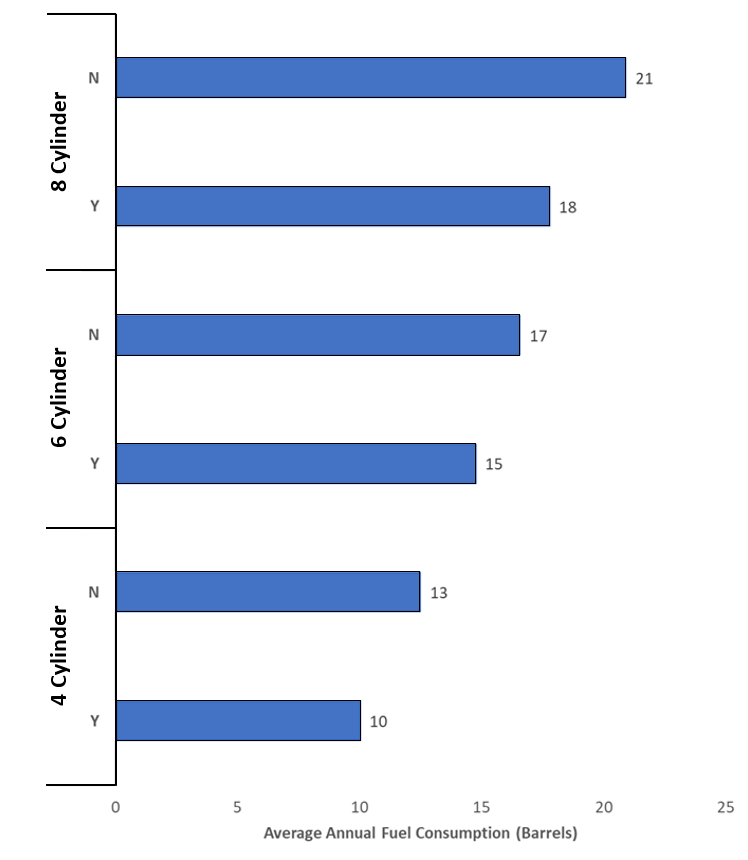 8 Cylinder
N
21
Y
18
6 Cylinder
N
17
Y
15
4 Cylinder
N
13
Y
10
0 5 10 15 20 25
Average Annual Fuel Consumption (Barrels)